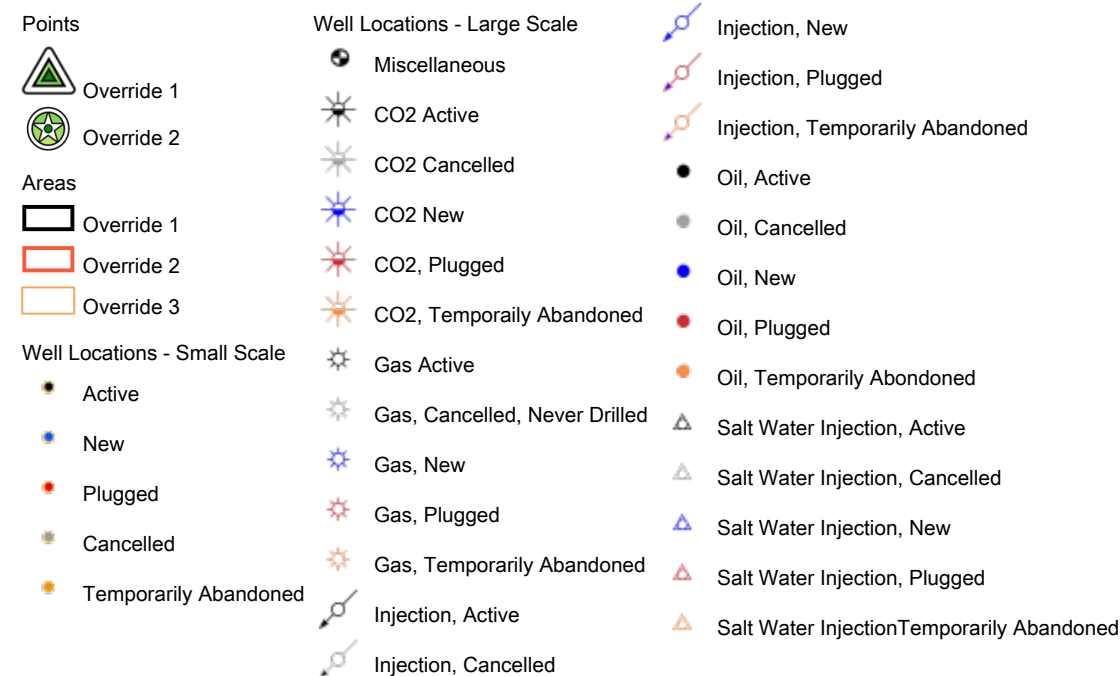 Points
Override 1
Override 2
Areas
Override 1
Override 2
Override 3
Well Locations - Small Scale
Active
New
Plugged
Cancelled
Temporarily Abandoned
Well Locations - Large Scale
Miscellaneous
CO2 Active
CO2 Cancelled
CO2 New
CO2, Plugged
CO2, Temporaily Abandoned
Gas Active
Gas, Cancelled, Never Drilled
Gas, New
Gas, Plugged
Gas, Temporarily Abandoned
Injection, Active
Injection, Cancelled
Injection, New
Injection, Plugged
Injection, Temporarily Abandoned
Oil, Active
Oil, Cancelled
Oil, New
Oil, Plugged
Oil, Temporarily Abondoned
Salt Water Injection, Active
Salt Water Injection, Cancelled
Salt Water Injection, New
Salt Water Injection, Plugged
Salt Water InjectionTemporarily Abandoned